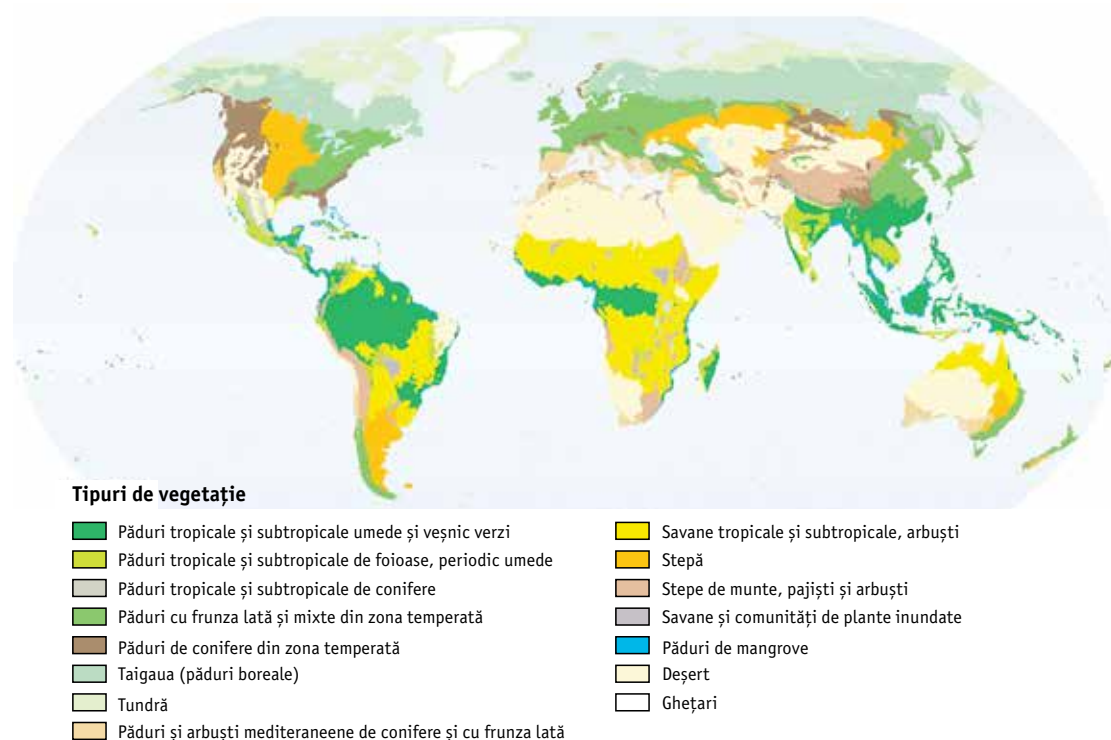 Tipuri de vegetație
Păduri tropicale și subtropicale umede și veșnic verzi
Păduri tropicale și subtropicale de foioase, periodic umede
Păduri tropicale și subtropicale de conifere
Păduri cu frunza lată și mixte din zona temperată
Păduri de conifere din zona temperată
Taigaua (păduri boreale)
Tundră
Păduri și arbuști mediteraneene de conifere și cu frunza lată
Savane tropicale și subtropicale, arbuști
Stepă
Stepe de munte, pajiști și arbuști
Savane și comunități de plante inundate
Păduri de mangrove
Deșert
Ghețari